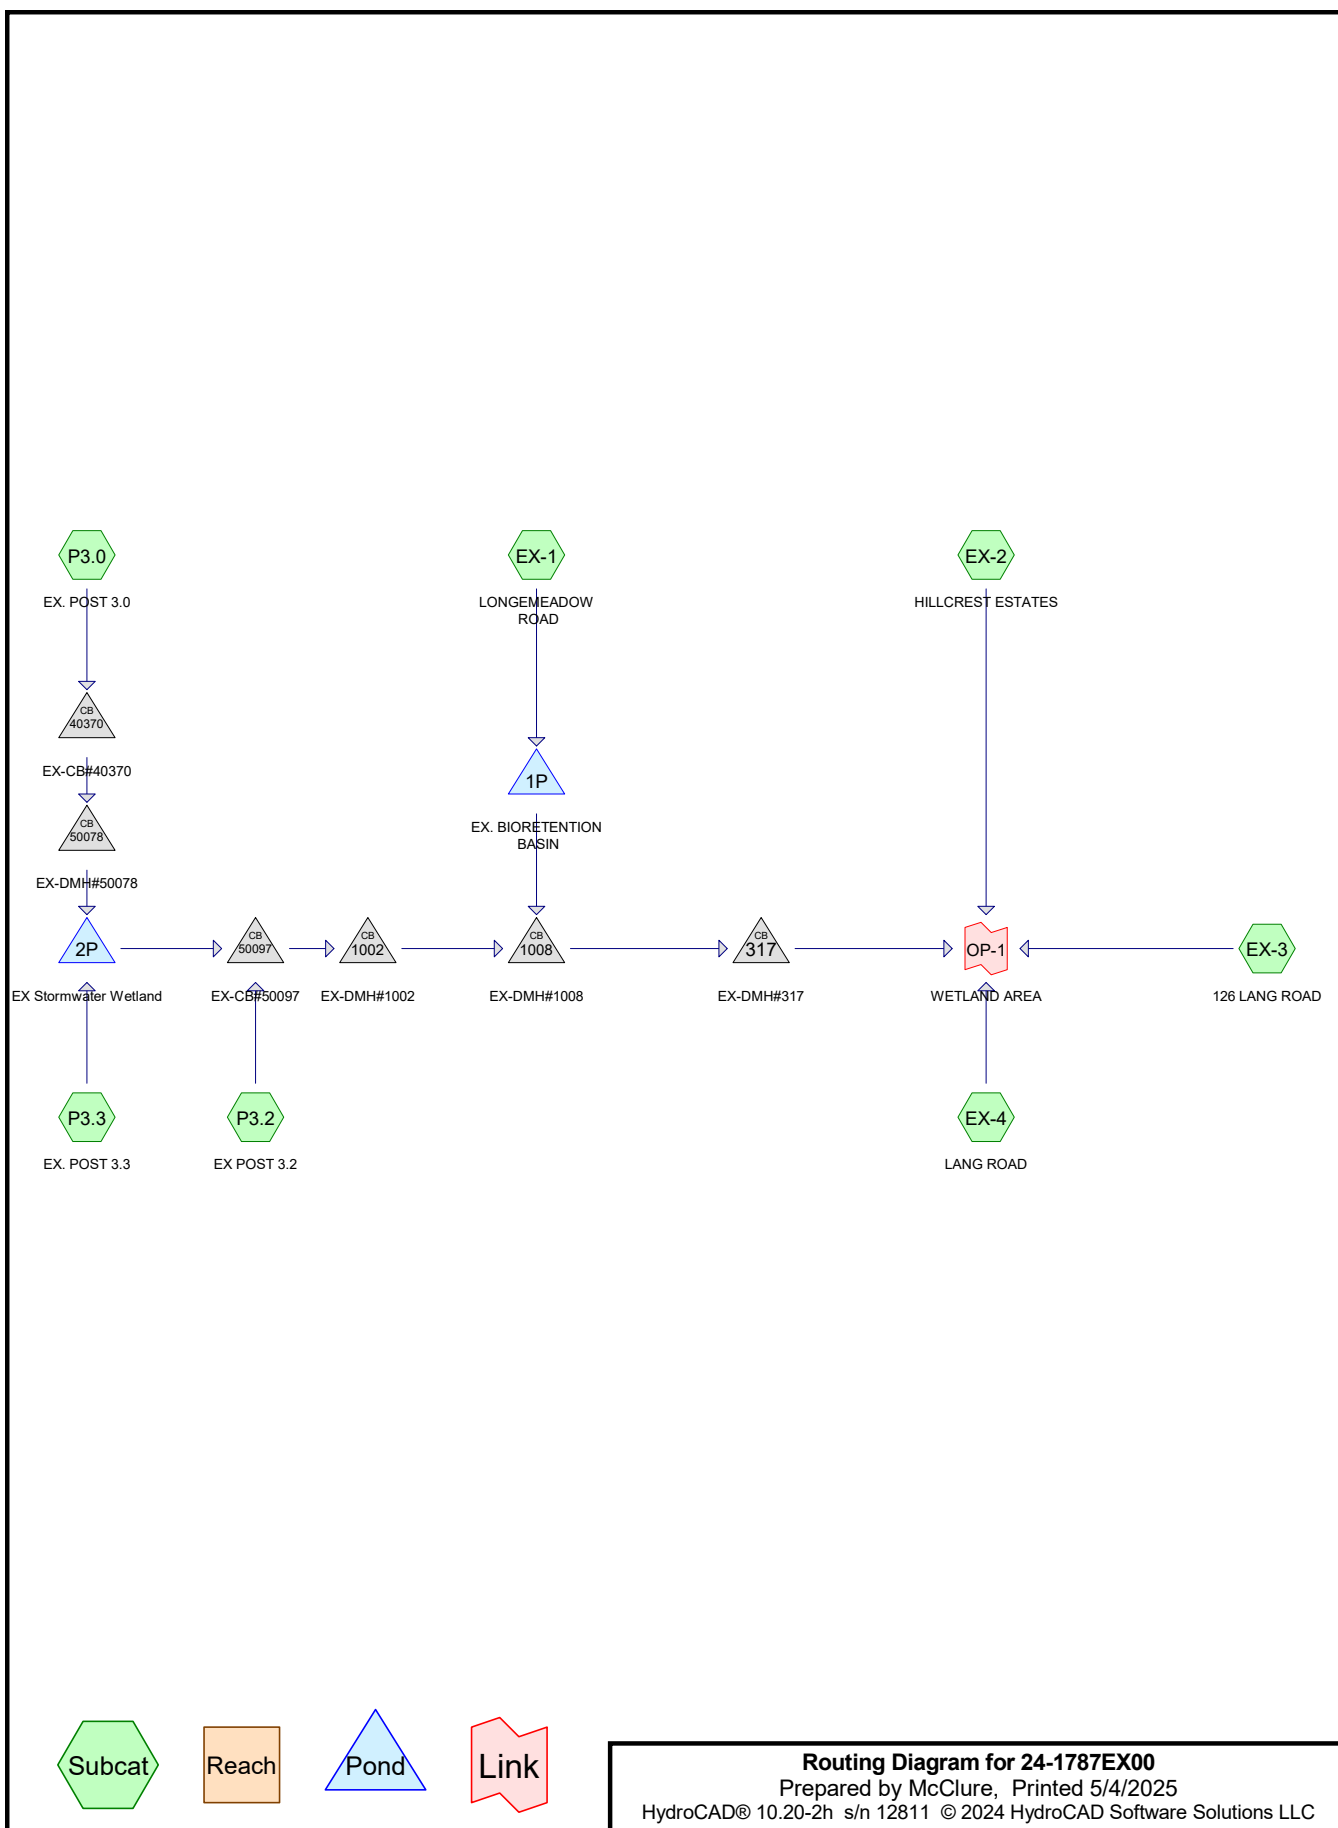 P3.0
EX. POST 3.0
EX-1
LONGEMEADOW
ROAD
EX-2
HILLCREST ESTATES
CB
40370
EX-CB#40370
1P
EX. BIORETENTION
BASIN
CB
50078
EX-DMH#50078
2P
EX Stormwater Wetland
CB
50097
EX-CB#50097
CB
1002
EX-DMH#1002
CB
1008
EX-DMH#1008
CB
317
EX-DMH#317
OP-1
WETLAND AREA
EX-3
126 LANG ROAD
P3.3
EX. POST 3.3
P3.2
EX POST 3.2
EX-4
LANG ROAD
Subcat
Reach
Pond
Link
Routing Diagram for 24-1787EX00
Prepared by McClure, Printed 5/4/2025
HydroCAD® 10.20-2h s/n 12811 © 2024 HydroCAD Software Solutions LLC